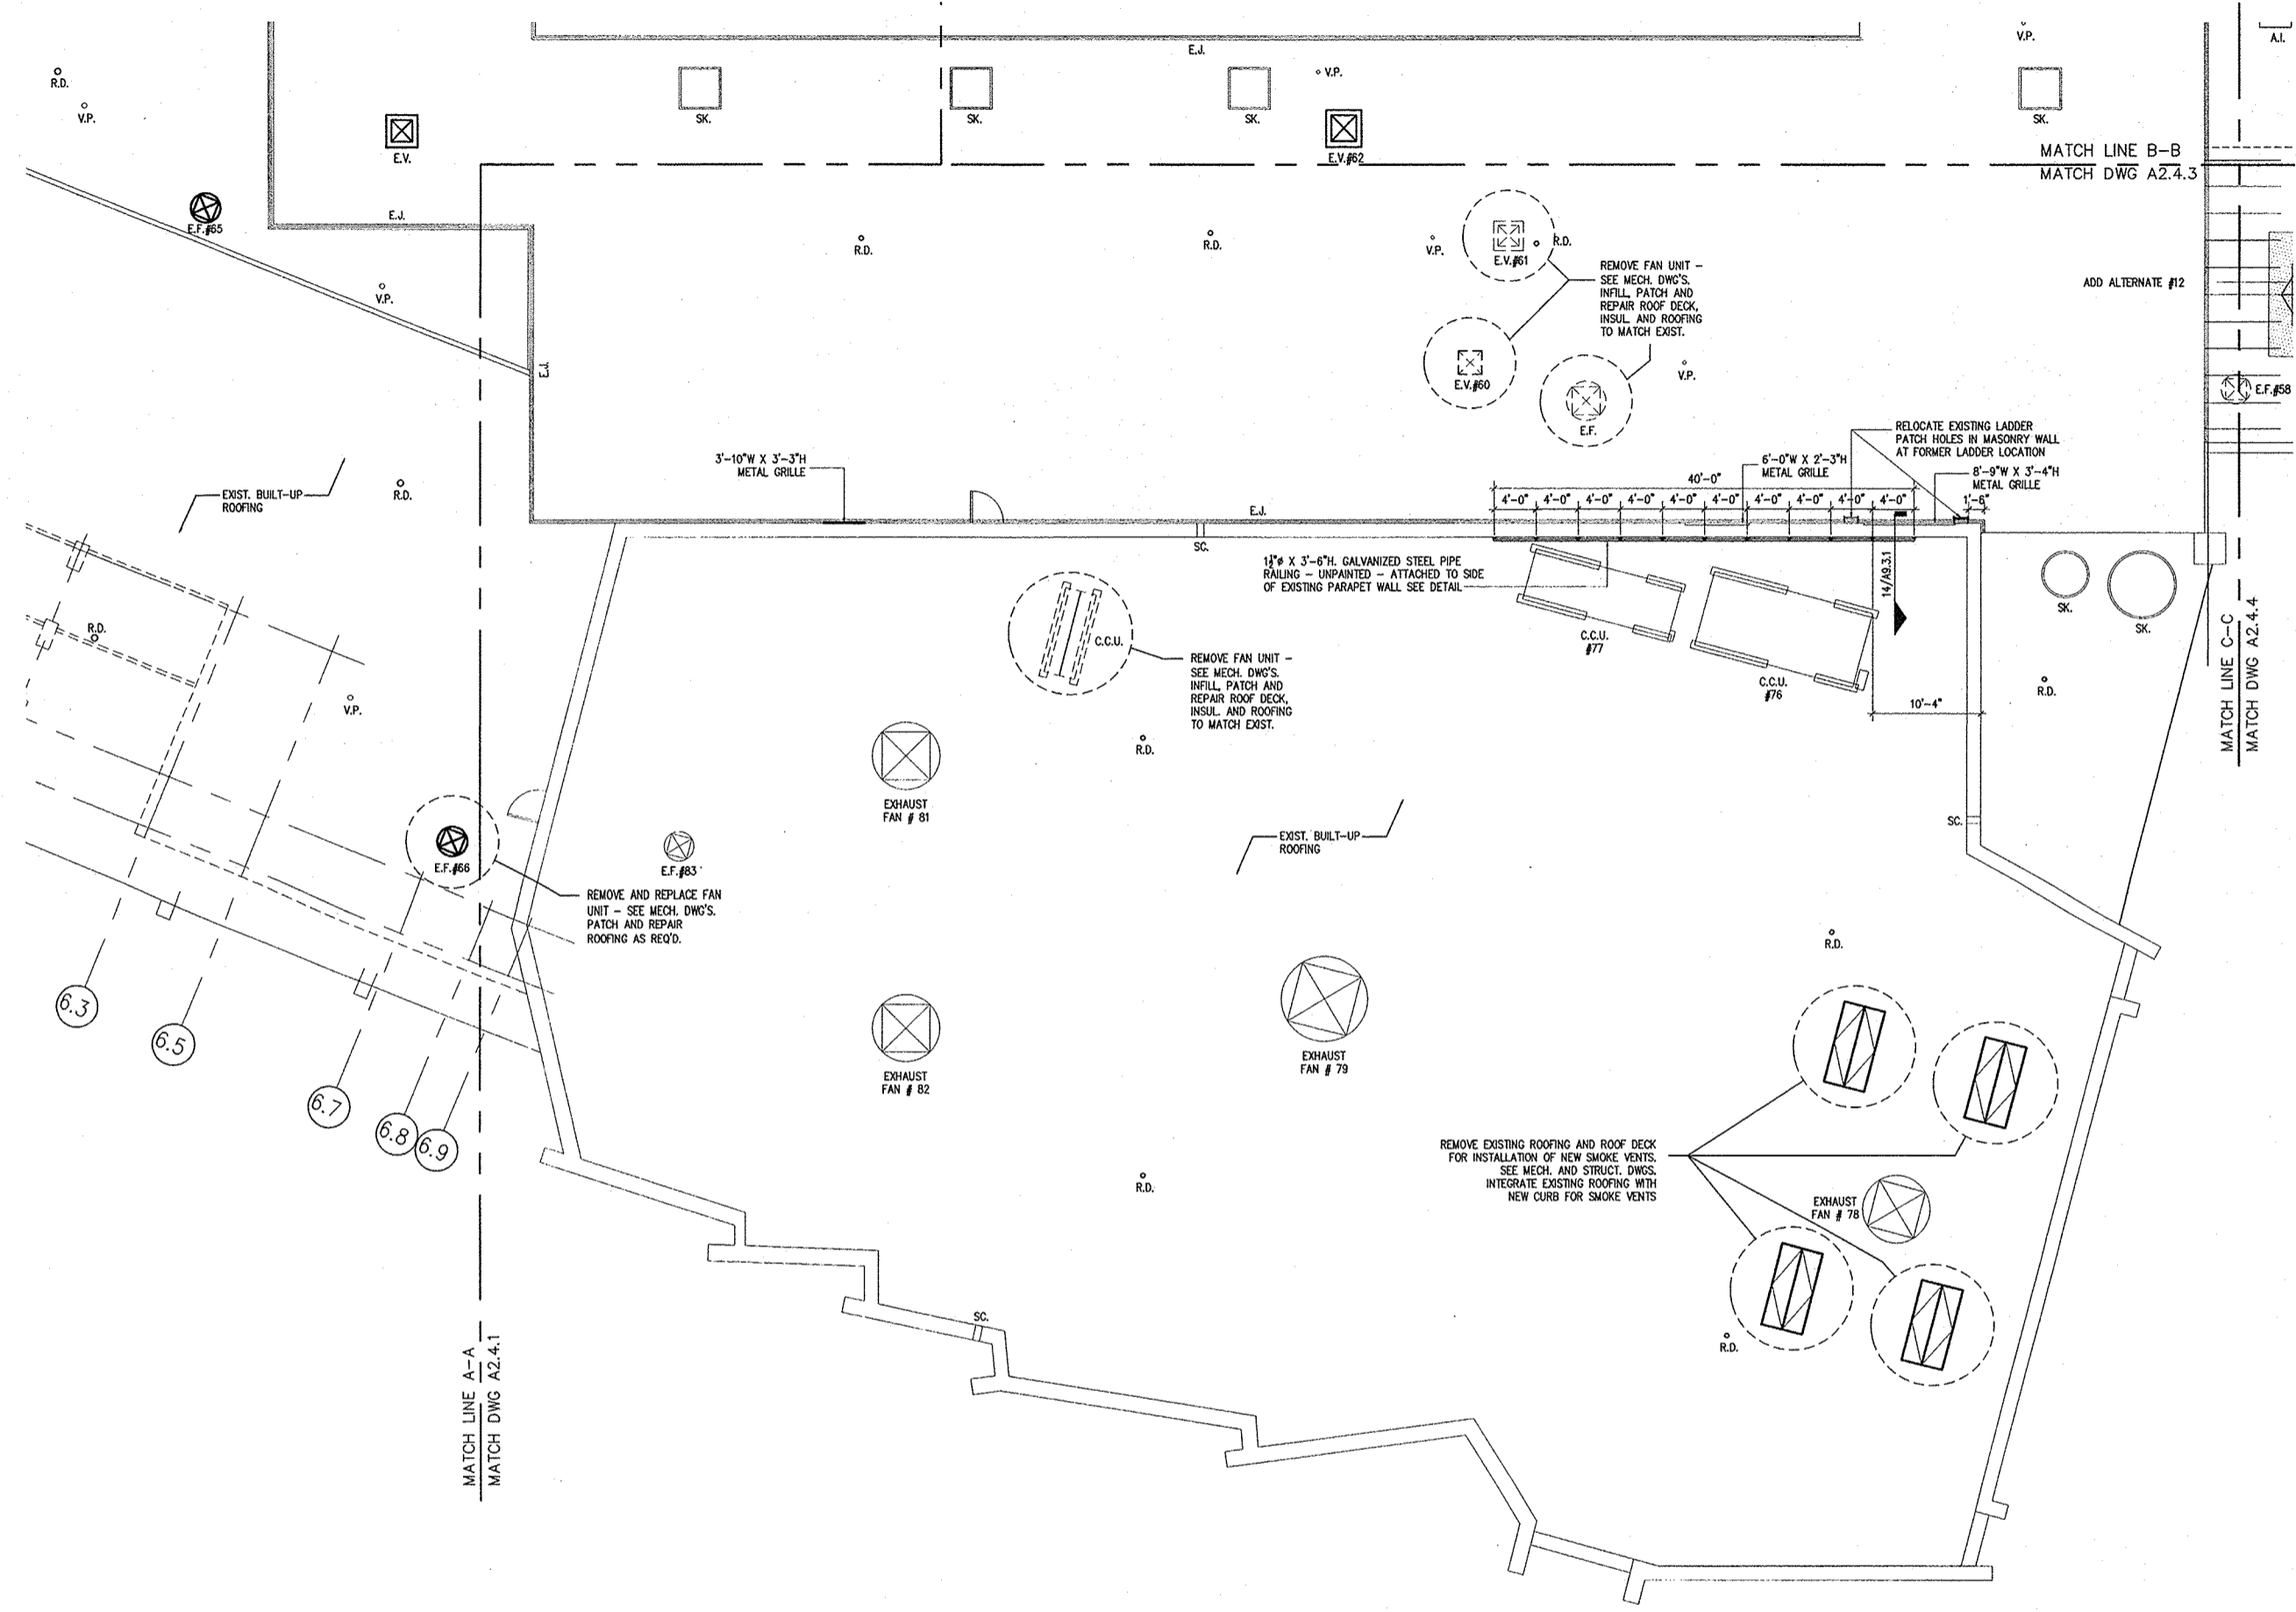 E.J.
V.P.
A.I.
R.D.
V.P.
V.P.
SK.
SK.
SK.
SK.
E.V.
E.V.#62
MATCH LINE B-B
MATCH DWG A2.4.3
E.F.#65
E.J.
R.D.
R.D.
V.P.
R.D.
E.V.#61
REMOVE FAN UNIT -
SEE MECH. DWG'S.
INFILL, PATCH AND
REPAIR ROOF DECK,
INSUL. AND ROOFING
TO MATCH EXIST.
ADD ALTERNATE #12
V.P.
E.J.
E.V.#60
V.P.
E.F.
E.F.#58
3'-10"W X 3'-3"H
METAL GRILLE
RELOCATE EXISTING LADDER
PATCH HOLES IN MASONRY WALL
AT FORMER LADDER LOCATION
6'-0"W X 2'-3"H
METAL GRILLE
8'-9"W X 3'-4"H
METAL GRILLE
40'-0"
4'-0" 4'-0" 4'-0" 4'-0" 4'-0" 4'-0" 4'-0" 4'-0" 4'-0" 4'-0"
1'-6"
EXIST. BUILT-UP
ROOFING
R.D.
E.J.
SC.
1½"ø X 3'-6"H. GALVANIZED STEEL PIPE
RAILING - UNPAINTED - ATTACHED TO SIDE
OF EXISTING PARAPET WALL SEE DETAIL
14/A9.3.1
SK.
SK.
R.D.
C.C.U.
C.C.U.
#77
C.C.U.
#76
REMOVE FAN UNIT -
SEE MECH. DWG'S.
INFILL, PATCH AND
REPAIR ROOF DECK,
INSUL. AND ROOFING
TO MATCH EXIST.
R.D.
10'-4"
MATCH LINE C-C
MATCH DWG A2.4.4
V.P.
R.D.
EXHAUST
FAN # 81
EXIST. BUILT-UP
ROOFING
SC.
E.F.#66
E.F.#83
REMOVE AND REPLACE FAN
UNIT - SEE MECH. DWG'S.
PATCH AND REPAIR
ROOFING AS REQ'D.
R.D.
6.3
6.5
6.7
6.8
6.9
EXHAUST
FAN # 82
EXHAUST
FAN # 79
REMOVE EXISTING ROOFING AND ROOF DECK
FOR INSTALLATION OF NEW SMOKE VENTS.
SEE MECH. AND STRUCT. DWGS.
INTEGRATE EXISTING ROOFING WITH
NEW CURB FOR SMOKE VENTS
R.D.
EXHAUST
FAN # 78
SC.
R.D.
MATCH LINE A-A
MATCH DWG A2.4.1